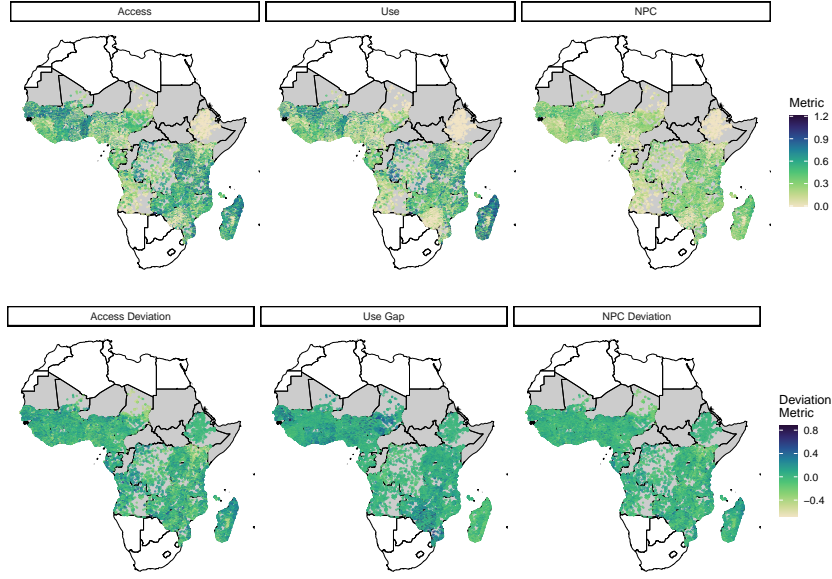 Access
Use
NPC
Metric
1.2
0.9
0.6
0.3
0.0
Access Deviation
Use Gap
NPC Deviation
Deviation
Metric
0.8
0.4
0.0
−0.4